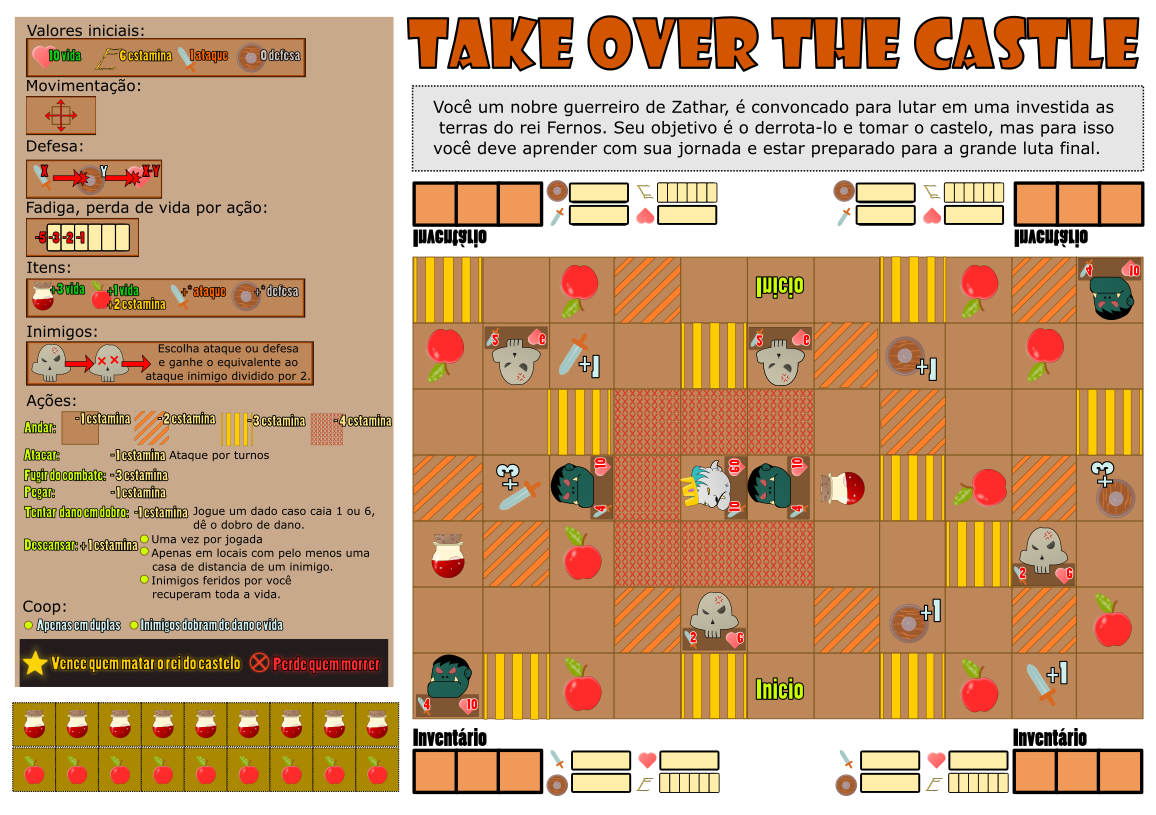 TAKE OVER THE CASTLE
Você um nobre guerreiro de Zathar, é convoncado para lutar em uma investida as
terras do rei Fernos. Seu objetivo é o derrota-lo e tomar o castelo, mas para isso
você deve aprender com sua jornada e estar preparado para a grande luta final.
Valores iniciais:
10 vida 6 estamina 1 ataque 0 defesa
Movimentação:
Defesa:
X Y X-Y
Fadiga, perda de vida por ação:
-5 -3 -2 -1
Itens:
+3 vida +1 vida +2 estamina +* ataque +* defesa
Inimigos:
Escolha ataque ou defesa
e ganhe o equivalente ao
ataque inimigo dividido por 2.
Ações:
Andar: -1 estamina -2 estamina -3 estamina -4 estamina
Atacar: -1 estamina Ataque por turnos
Fugir do combate: -3 estamina
Pegar: -1 estamina
Tentar dano em dobro: -1 estamina Jogue um dado caso caia 1 ou 6,
dê o dobro de dano.
Descansar: +1 estamina Uma vez por jogada
Apenas em locais com pelo menos uma
casa de distancia de um inimigo.
Inimigos feridos por você
recuperam toda a vida.
Coop:
Apenas em duplas Inimigos dobram de dano e vida
Vence quem matar o rei do castelo Perde quem morrer
Inventário Inventário
Inicio
4 10
2 6 +1 2 6 +1
+3 4 10 10 60 4 10 +3
2 6
2 6 +1
4 10 Inicio +1
Inventário Inventário